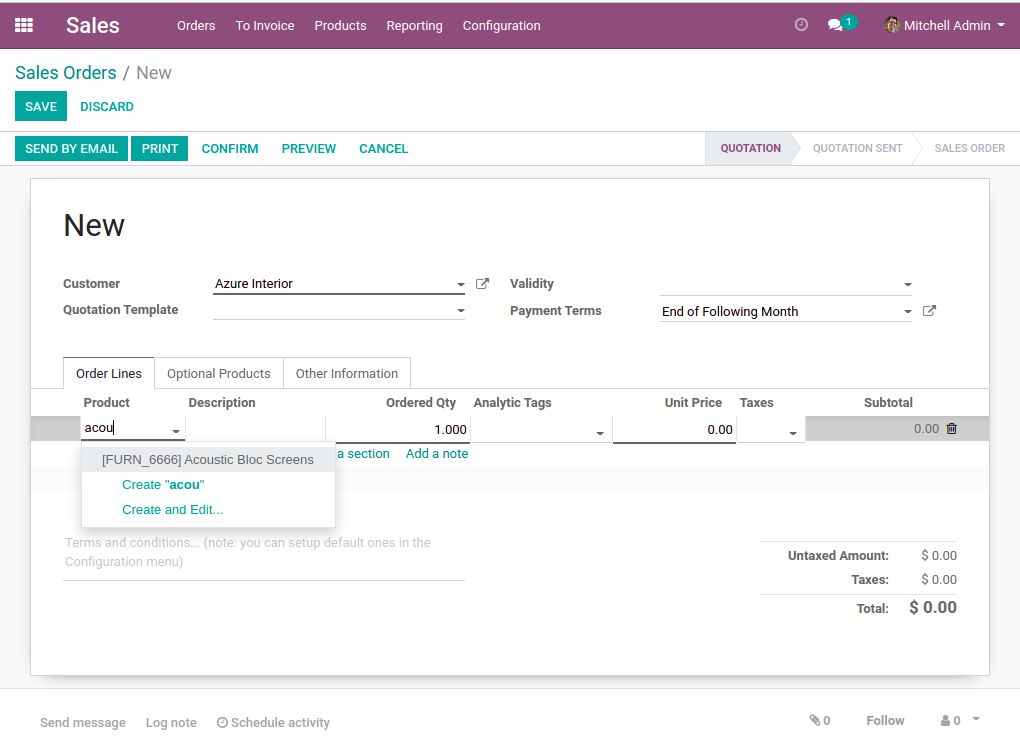 Sales Orders To Invoice Products Reporting Configuration 1 Mitchell Admin
Sales Orders / New
SAVE DISCARD
SEND BY EMAIL PRINT CONFIRM PREVIEW CANCEL QUOTATION QUOTATION SENT SALES ORDER
New
Customer Azure Interior Validity
Quotation Template Payment Terms End of Following Month
Order Lines Optional Products Other Information
Product Description Ordered Qty Analytic Tags Unit Price Taxes Subtotal
acou 1.000 0.00 0.00
a section Add a note
[FURN_6666] Acoustic Bloc Screens
Create "acou"
Create and Edit...
Terms and conditions... (note: you can setup default ones in the
Configuration menu)
Untaxed Amount: $ 0.00
Taxes: $ 0.00
Total: $ 0.00
Send message Log note Schedule activity 0 Follow 0